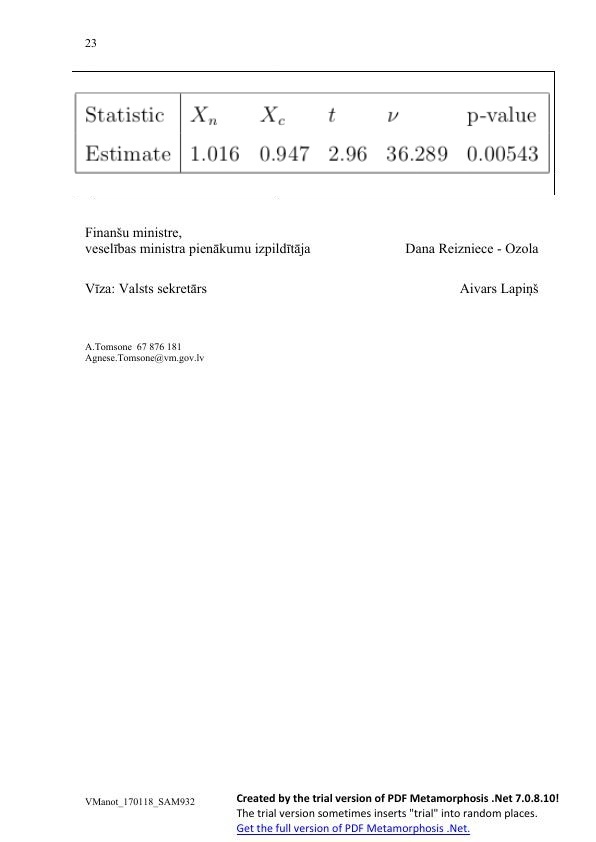 23
Statistic Xₙ X꜀ t ν p-value
Estimate 1.016 0.947 2.96 36.289 0.00543
Finanšu ministre,
veselības ministra pienākumu izpildītāja Dana Reizniece - Ozola
Vīza: Valsts sekretārs Aivars Lapiņš
A.Tomsone 67 876 181
Agnese.Tomsone@vm.gov.lv
VManot_170118_SAM932
Created by the trial version of PDF Metamorphosis .Net 7.0.8.10!
The trial version sometimes inserts "trial" into random places.
Get the full version of PDF Metamorphosis .Net.